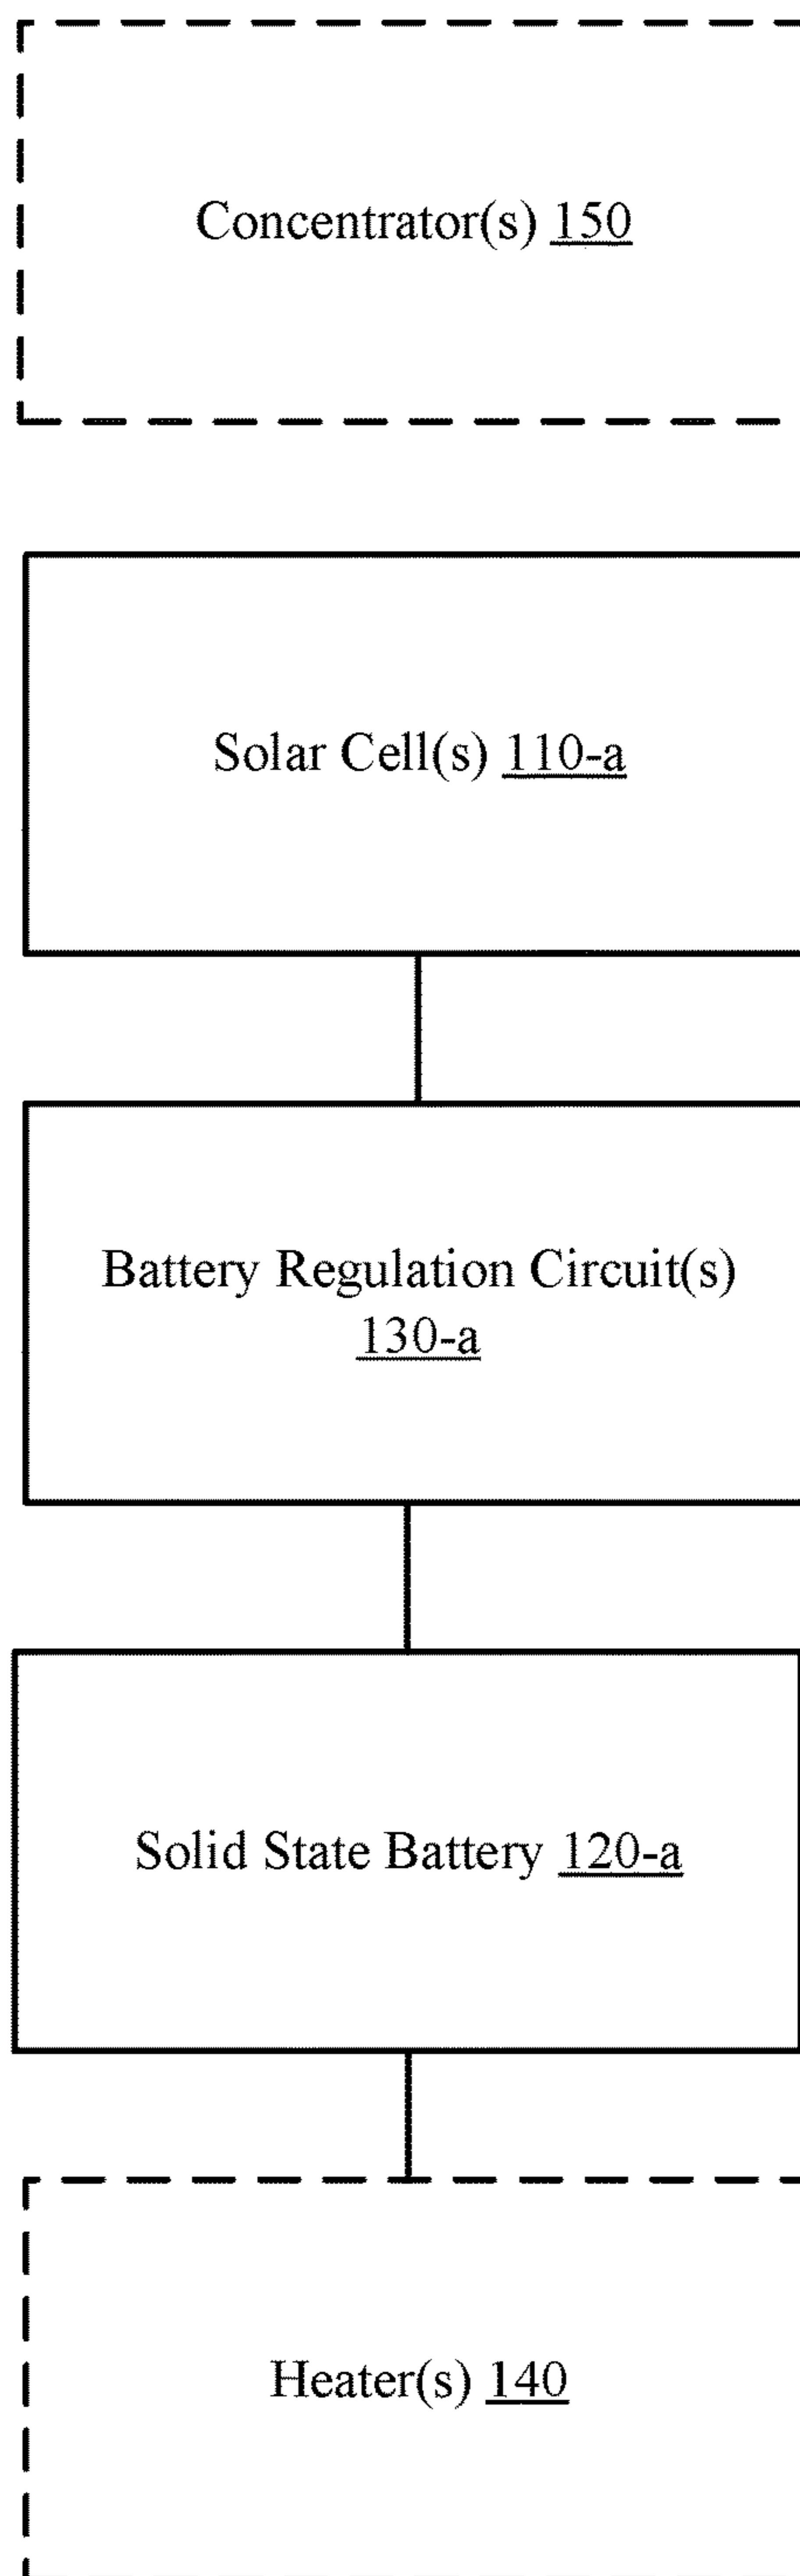 Concentrator(s) 150
Solar Cell(s) 110-a
Battery Regulation Circuit(s)
130-a
Solid State Battery 120-a
Heater(s) 140